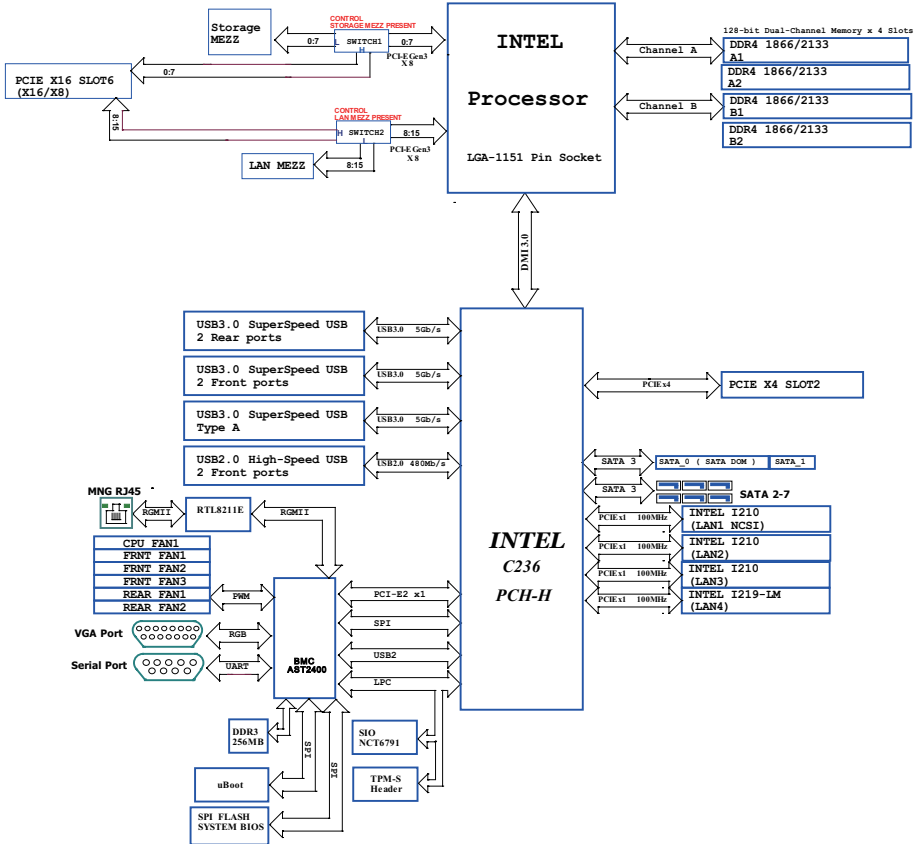 Storage
MEZZ
0:7
CONTROL
STORAGE MEZZ PRESENT
L
SWITCH1
H
0:7
PCI-EGen3
X 8
PCIE X16 SLOT6
(X16/X8)
0:7
8:15
CONTROL
LAN MEZZ PRESENT
H
SWITCH2
L
8:15
PCI-EGen3
X 8
LAN MEZZ
8:15
INTEL
Processor
LGA-1151 Pin Socket
128-bit Dual-Channel Memory x 4 Slots
Channel A
DDR4 1866/2133
A1
DDR4 1866/2133
A2
Channel B
DDR4 1866/2133
B1
DDR4 1866/2133
B2
DMI3.0
USB3.0 SuperSpeed USB
2 Rear ports
USB3.0 5Gb/s
USB3.0 SuperSpeed USB
2 Front ports
USB3.0 5Gb/s
USB3.0 SuperSpeed USB
Type A
USB3.0 5Gb/s
USB2.0 High-Speed USB
2 Front ports
USB2.0 480Mb/s
INTEL
C236
PCH-H
PCIEx4
PCIE X4 SLOT2
SATA 3
SATA_0 ( SATA DOM )
SATA_1
SATA 3
SATA 2-7
PCIEx1 100MHz
INTEL I210
(LAN1 NCSI)
PCIEx1 100MHz
INTEL I210
(LAN2)
PCIEx1 100MHz
INTEL I210
(LAN3)
PCIEx1 100MHz
INTEL I219-LM
(LAN4)
MNG RJ45
RGMII
RTL8211E
RGMII
CPU FAN1
FRNT FAN1
FRNT FAN2
FRNT FAN3
REAR FAN1
REAR FAN2
PWM
VGA Port
RGB
Serial Port
UART
BMC
AST2400
PCI-E2 x1
SPI
USB2
LPC
DDR3
256MB
SPI
SPI
uBoot
SPI FLASH
SYSTEM BIOS
SIO
NCT6791
TPM-S
Header